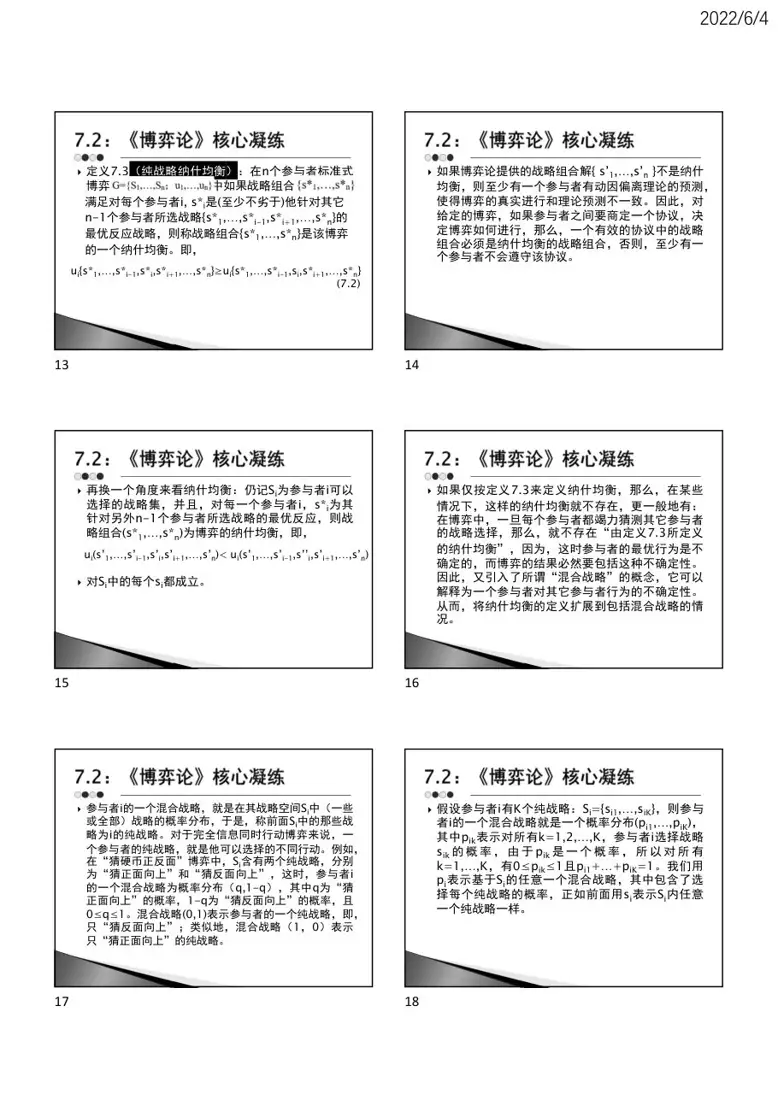 2022/6/4
7.2：《博弈论》核心凝练
▸ 定义7.3（纯战略纳什均衡）：在n个参与者标准式
博弈 G={S₁,…,Sₙ；u₁,…,uₙ}中如果战略组合 {s*₁,…,s*ₙ}
满足对每个参与者i, s*ᵢ是(至少不劣于)他针对其它
n-1个参与者所选战略{s*₁,…,s*ᵢ₋₁,s*ᵢ₊₁,…,s*ₙ}的
最优反应战略，则称战略组合{s*₁,…,s*ₙ}是该博弈
的一个纳什均衡。即，
uᵢ{s*₁,…,s*ᵢ₋₁,s*ᵢ,s*ᵢ₊₁,…,s*ₙ}≥uᵢ{s*₁,…,s*ᵢ₋₁,sᵢ,s*ᵢ₊₁,…,s*ₙ}
(7.2)
13
7.2：《博弈论》核心凝练
▸ 如果博弈论提供的战略组合解{ s'₁,…,s'ₙ }不是纳什
均衡，则至少有一个参与者有动因偏离理论的预测，
使得博弈的真实进行和理论预测不一致。因此，对
给定的博弈，如果参与者之间要商定一个协议，决
定博弈如何进行，那么，一个有效的协议中的战略
组合必须是纳什均衡的战略组合，否则，至少有一
个参与者不会遵守该协议。
14
7.2：《博弈论》核心凝练
▸ 再换一个角度来看纳什均衡：仍记Sᵢ为参与者i可以
选择的战略集，并且，对每一个参与者i，s*ᵢ为其
针对另外n-1个参与者所选战略的最优反应，则战
略组合(s*₁,…,s*ₙ)为博弈的纳什均衡，即，
uᵢ(s'₁,…,s'ᵢ₋₁,s'ᵢ,s'ᵢ₊₁,…,s'ₙ)< uᵢ(s'₁,…,s'ᵢ₋₁,s''ᵢ,s'ᵢ₊₁,…,s'ₙ)
▸ 对Sᵢ中的每个sᵢ都成立。
15
7.2：《博弈论》核心凝练
▸ 如果仅按定义7.3来定义纳什均衡，那么，在某些
情况下，这样的纳什均衡就不存在，更一般地有：
在博弈中，一旦每个参与者都竭力猜测其它参与者
的战略选择，那么，就不存在“由定义7.3所定义
的纳什均衡”，因为，这时参与者的最优行为是不
确定的，而博弈的结果必然要包括这种不确定性。
因此，又引入了所谓“混合战略”的概念，它可以
解释为一个参与者对其它参与者行为的不确定性。
从而，将纳什均衡的定义扩展到包括混合战略的情
况。
16
7.2：《博弈论》核心凝练
▸ 参与者i的一个混合战略，就是在其战略空间Sᵢ中（一些
或全部）战略的概率分布，于是，称前面Sᵢ中的那些战
略为i的纯战略。对于完全信息同时行动博弈来说，一
个参与者的纯战略，就是他可以选择的不同行动。例如，
在“猜硬币正反面”博弈中，Sᵢ含有两个纯战略，分别
为“猜正面向上”和“猜反面向上”，这时，参与者i
的一个混合战略为概率分布（q,1-q），其中q为“猜
正面向上”的概率，1-q为“猜反面向上”的概率，且
0≤q≤1。混合战略(0,1)表示参与者的一个纯战略，即，
只“猜反面向上”；类似地，混合战略（1，0）表示
只“猜正面向上”的纯战略。
17
7.2：《博弈论》核心凝练
▸ 假设参与者i有K个纯战略：Sᵢ={sᵢ₁,…,sᵢK}，则参与
者i的一个混合战略就是一个概率分布(pᵢ₁,…,pᵢK)，
其中pᵢₖ表示对所有k=1,2,…,K，参与者i选择战略
sᵢₖ的概率，由于pᵢₖ是一个概率，所以对所有
k=1,…,K，有0≤pᵢₖ≤1且pᵢ₁+…+pᵢK=1。我们用
pᵢ表示基于Sᵢ的任意一个混合战略，其中包含了选
择每个纯战略的概率，正如前面用sᵢ表示Sᵢ内任意
一个纯战略一样。
18